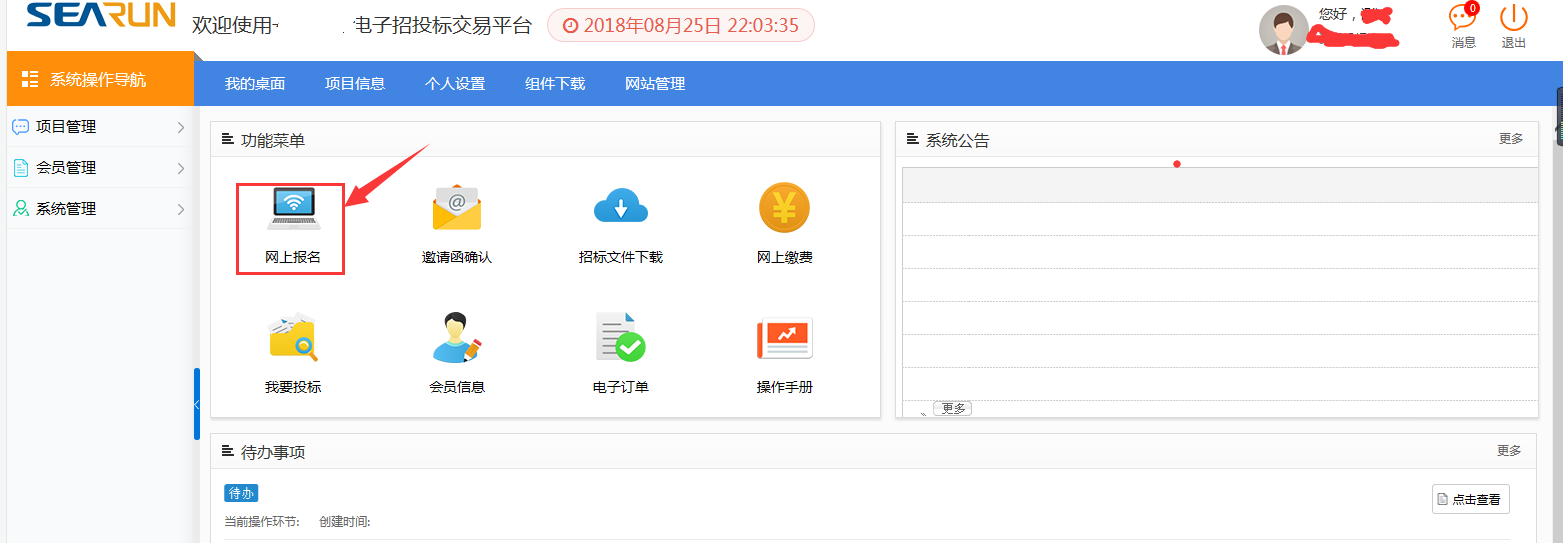 SEARUN
欢迎使用 电子招投标交易平台
2018年08月25日 22:03:35
您好，
0
消息
退出
系统操作导航
我的桌面 项目信息 个人设置 组件下载 网站管理
项目管理
会员管理
系统管理
功能菜单
网上报名 邀请函确认 招标文件下载 网上缴费
我要投标 会员信息 电子订单 操作手册
系统公告 更多
更多
待办事项 更多
待办
点击查看
当前操作环节: 创建时间: